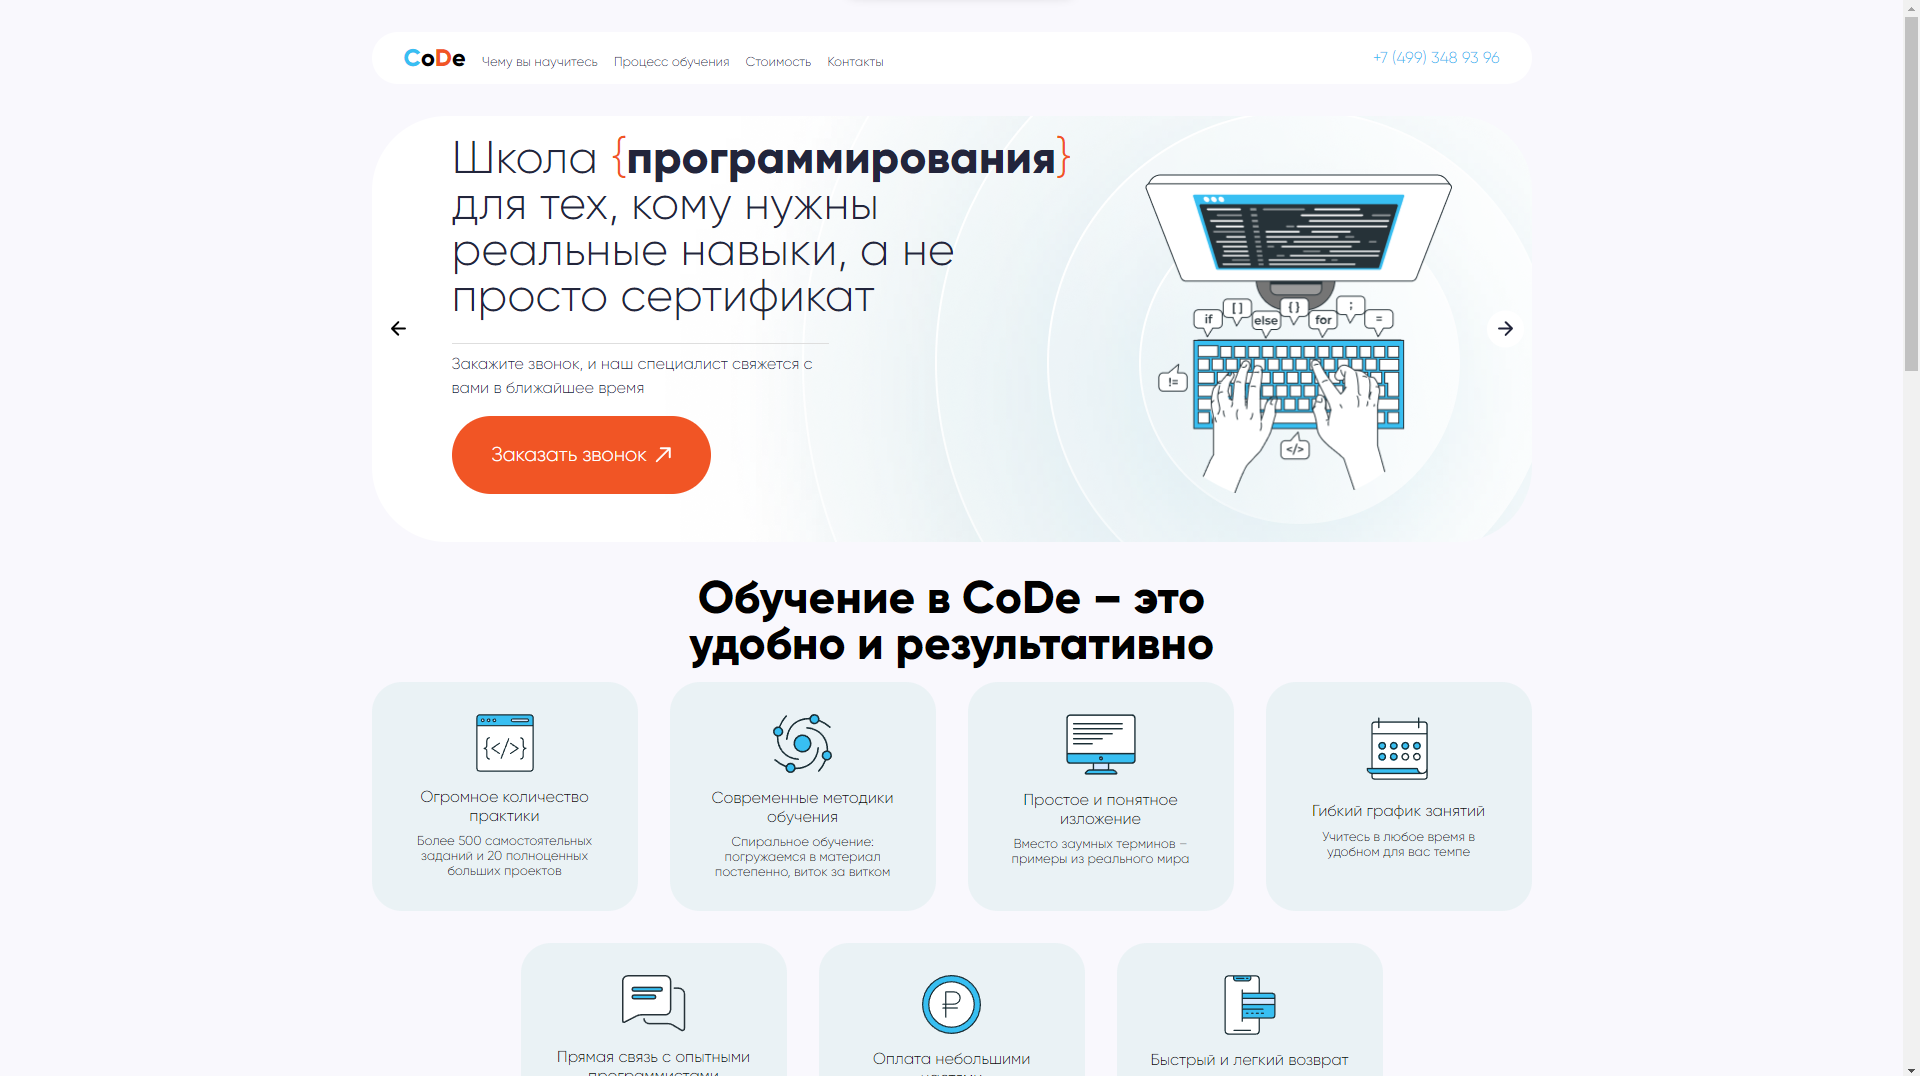 CoDe
Чему вы научитесь
Процесс обучения
Стоимость
Контакты
+7 (499) 348 93 96
Школа {программирования}
для тех, кому нужны
реальные навыки, а не
просто сертификат
Закажите звонок, и наш специалист свяжется с
вами в ближайшее время
Заказать звонок
if
[ ]
else
{ }
for
;
=
!=
</>
Обучение в CoDe – это
удобно и результативно
{</>}
Огромное количество
практики
Более 500 самостоятельных
заданий и 20 полноценных
больших проектов
Современные методики
обучения
Спиральное обучение:
погружаемся в материал
постепенно, виток за витком
Простое и понятное
изложение
Вместо заумных терминов –
примеры из реального мира
Гибкий график занятий
Учитесь в любое время в
удобном для вас темпе
Прямая связь с опытными
программистами
₽
Оплата небольшими
Быстрый и легкий возврат